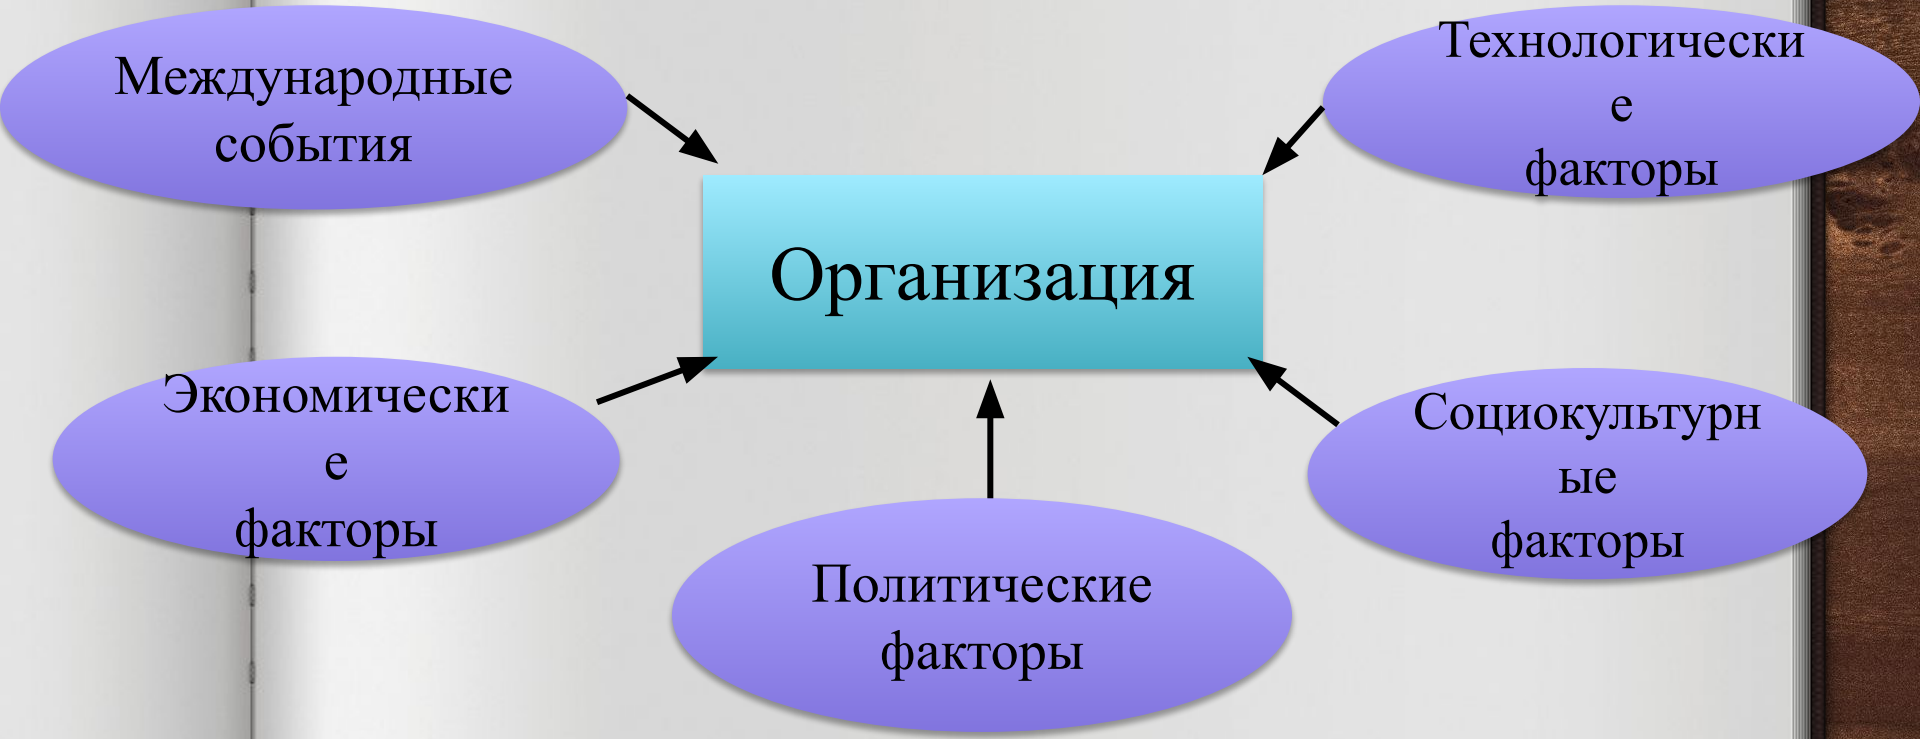 Международные
события
Технологически
е
факторы
Организация
Экономически
е
факторы
Социокультурн
ые
факторы
Политические
факторы